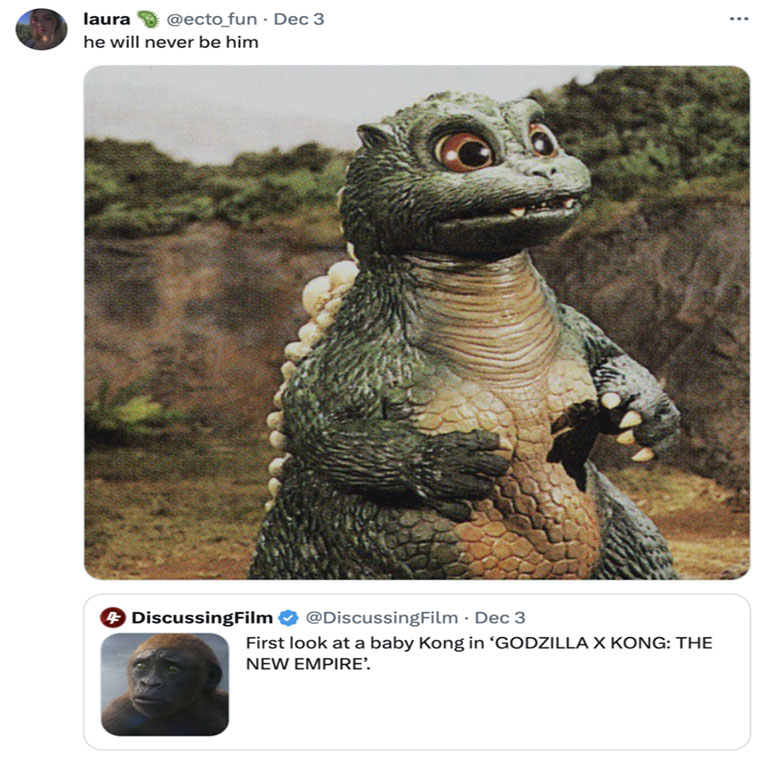 laura @ecto_fun · Dec 3
he will never be him
DiscussingFilm @DiscussingFilm · Dec 3
First look at a baby Kong in ‘GODZILLA X KONG: THE
NEW EMPIRE’.